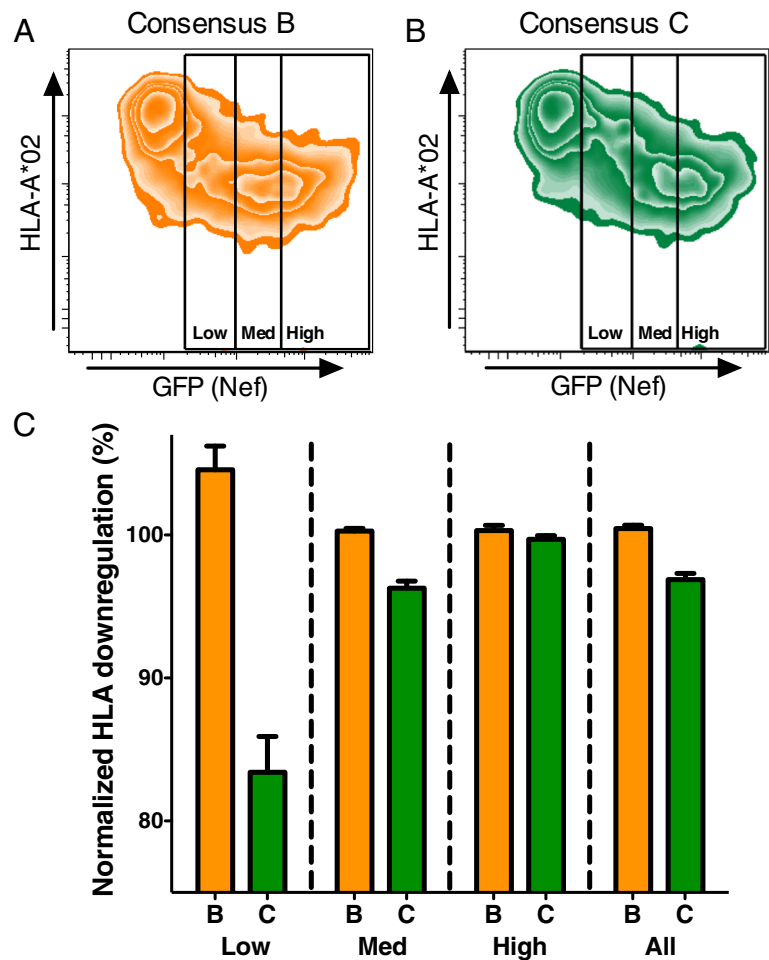 A
Consensus B
HLA-A*02
Low Med High
GFP (Nef)
B
Consensus C
HLA-A*02
Low Med High
GFP (Nef)
C
Normalized HLA downregulation (%)
100
90
80
B C B C B C B C
Low Med High All